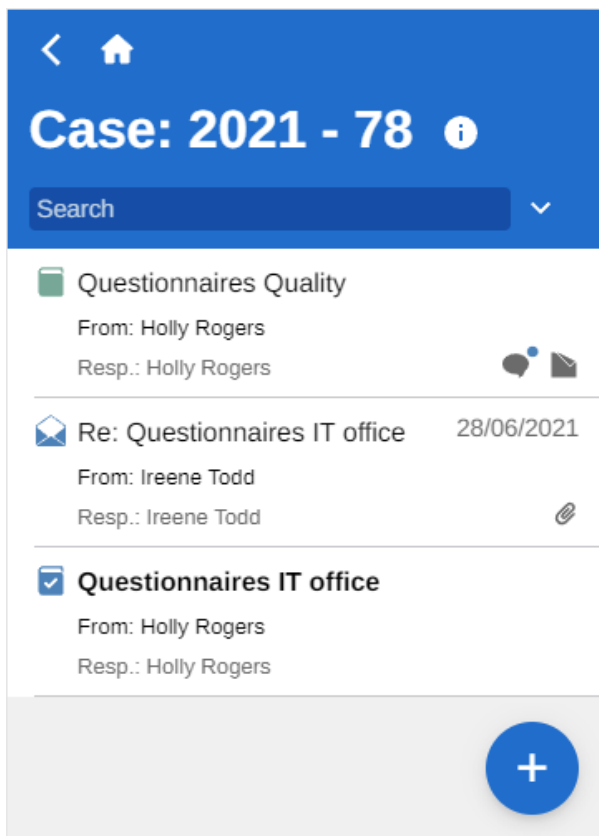 Case: 2021 - 78
Search
Questionnaires Quality
From: Holly Rogers
Resp.: Holly Rogers
Re: Questionnaires IT office 28/06/2021
From: Ireene Todd
Resp.: Ireene Todd
Questionnaires IT office
From: Holly Rogers
Resp.: Holly Rogers